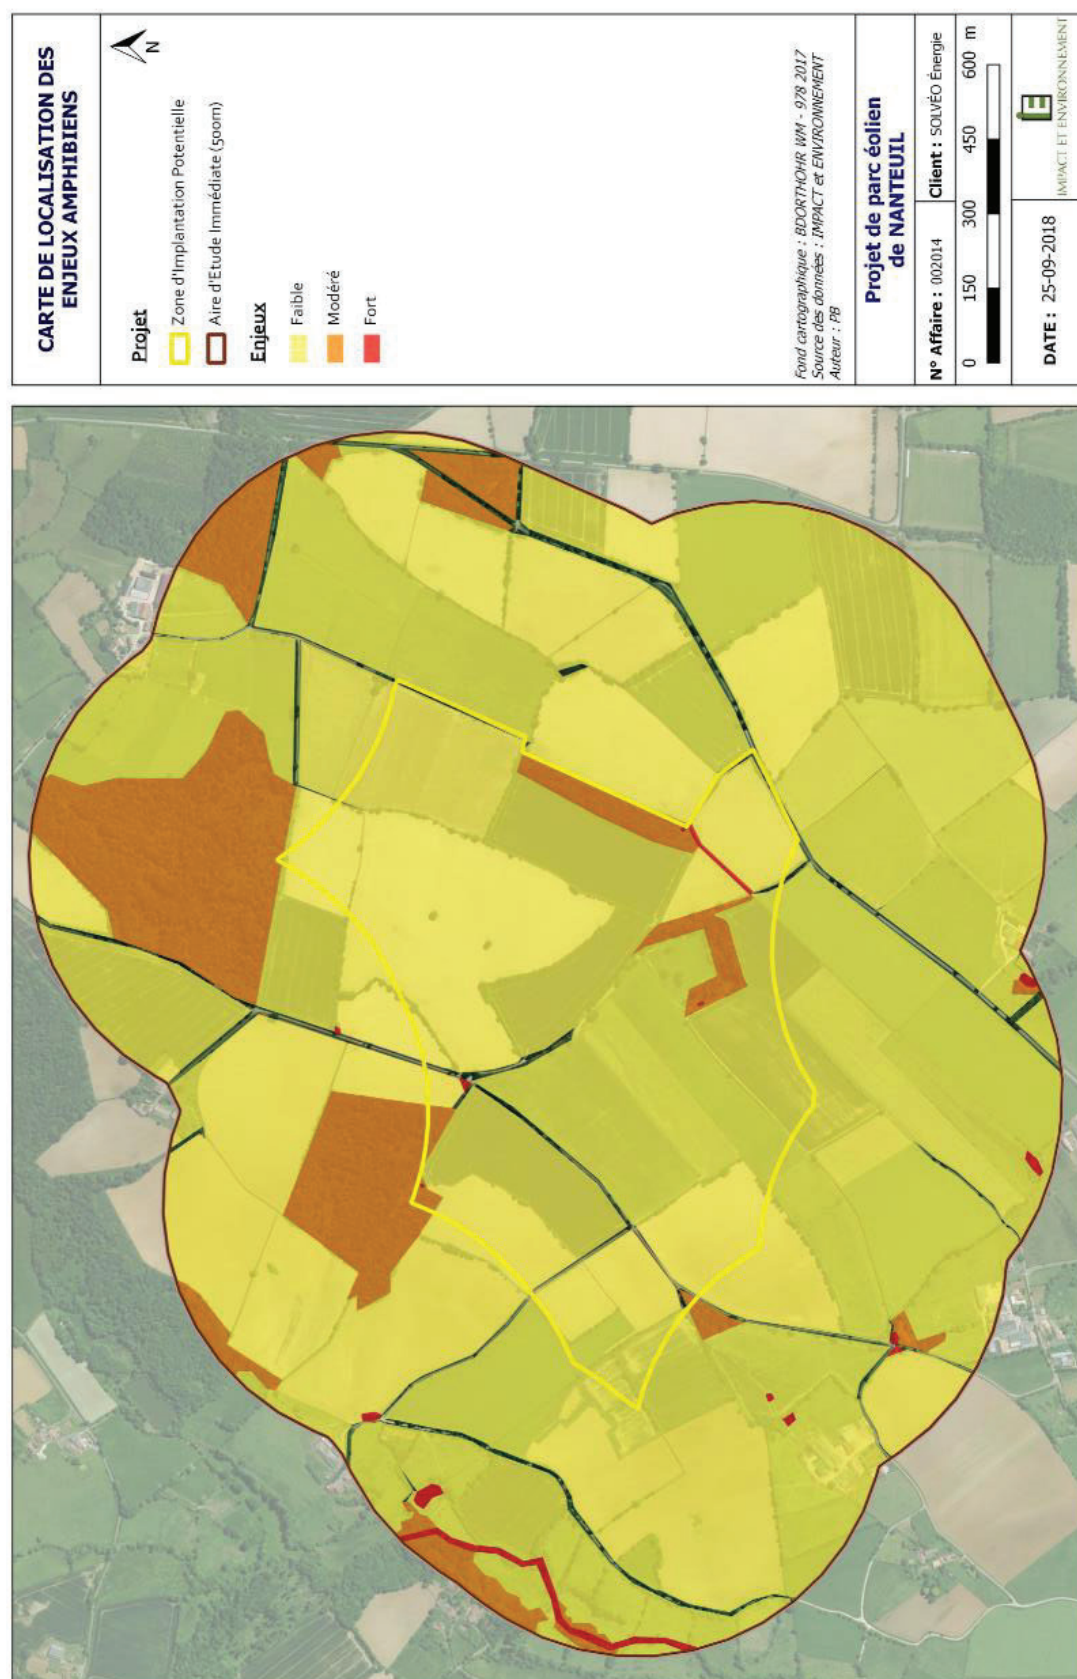 CARTE DE LOCALISATION DES
ENJEUX AMPHIBIENS
N
Projet
Zone d'Implantation Potentielle
Aire d'Etude Immédiate (500m)
Enjeux
Faible
Modéré
Fort
Fond cartographique : BDORTHOHR WM - 978 2017
Source des données : IMPACT et ENVIRONNEMENT
Auteur : PB
Projet de parc éolien
de NANTEUIL
N° Affaire : 002014
Client : SOLVÉO Énergie
0 150 300 450 600 m
DATE : 25-09-2018
IE
IMPACT ET ENVIRONNEMENT